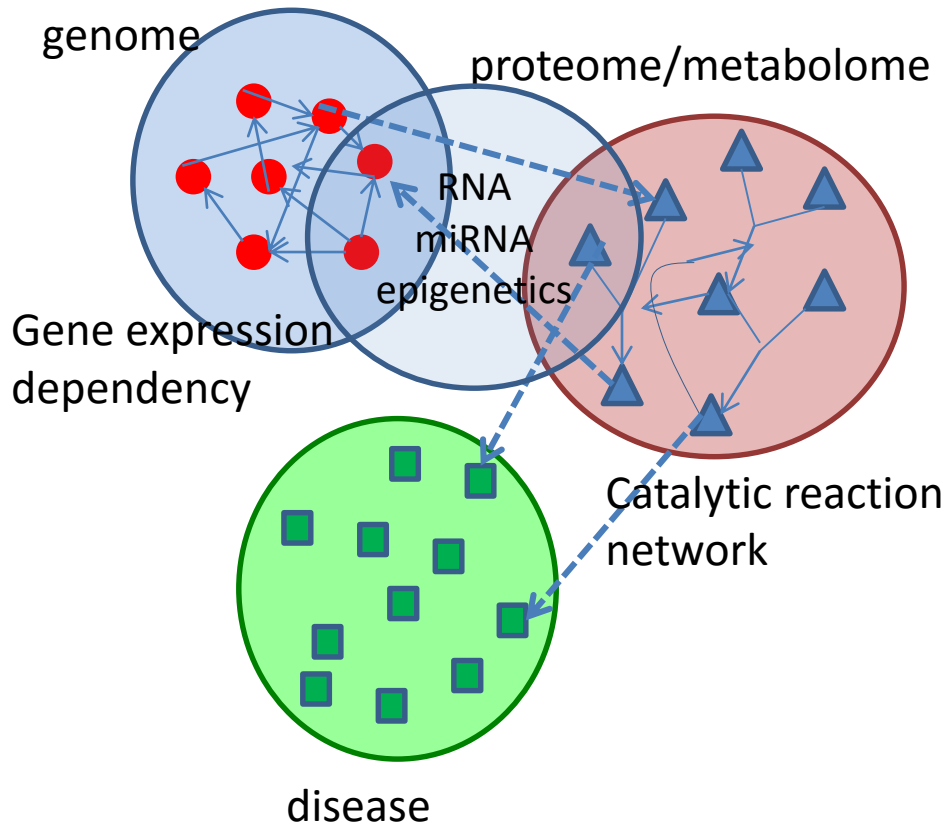 genome
proteome/metabolome
RNA
miRNA
epigenetics
Gene expression
dependency
Catalytic reaction
network
disease